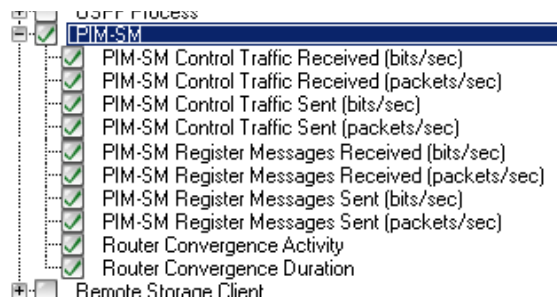 OSPF Process
PIM-SM
PIM-SM Control Traffic Received (bits/sec)
PIM-SM Control Traffic Received (packets/sec)
PIM-SM Control Traffic Sent (bits/sec)
PIM-SM Control Traffic Sent (packets/sec)
PIM-SM Register Messages Received (bits/sec)
PIM-SM Register Messages Received (packets/sec)
PIM-SM Register Messages Sent (bits/sec)
PIM-SM Register Messages Sent (packets/sec)
Router Convergence Activity
Router Convergence Duration
Remote Storage Client